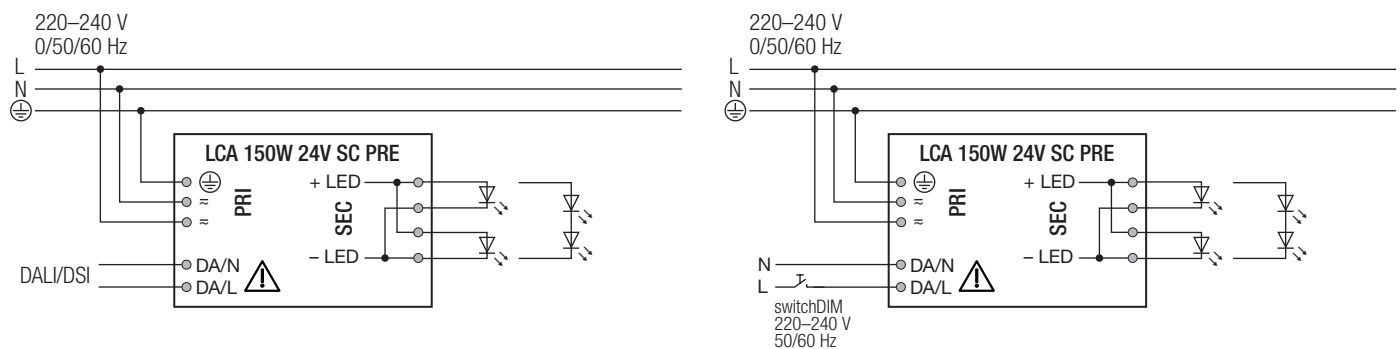 220–240 V
0/50/60 Hz
L
N
LCA 150W 24V SC PRE
PRI
≂
≂
+ LED
SEC
– LED
DALI/DSI
DA/N
DA/L
220–240 V
0/50/60 Hz
L
N
LCA 150W 24V SC PRE
PRI
≂
≂
+ LED
SEC
– LED
N
L
DA/N
DA/L
switchDIM
220–240 V
50/60 Hz